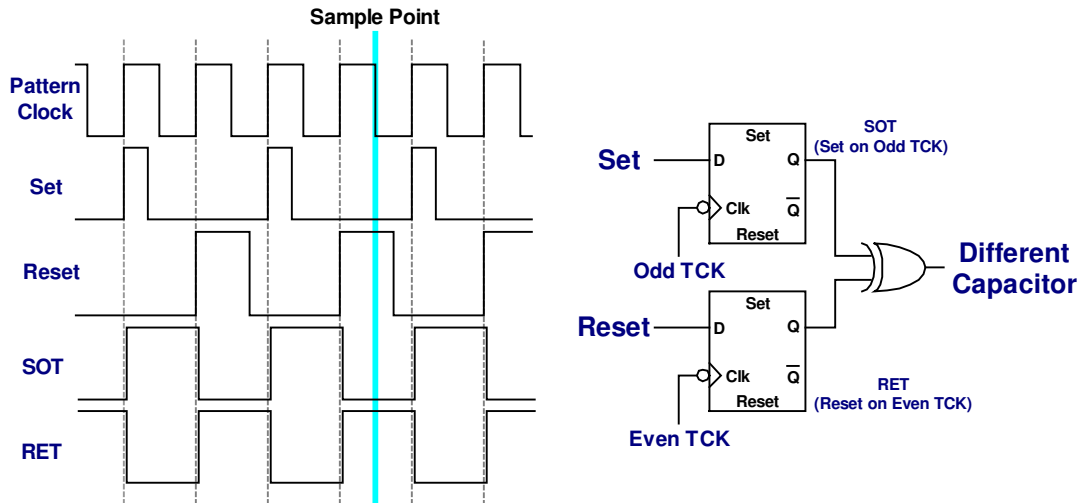 Sample Point
Pattern
Clock
Set
Reset
SOT
RET
Set
D
Q
Clk
Q
Reset
Set
Odd TCK
SOT
(Set on Odd TCK)
Different
Capacitor
Set
D
Q
Clk
Q
Reset
Reset
Even TCK
RET
(Reset on Even TCK)